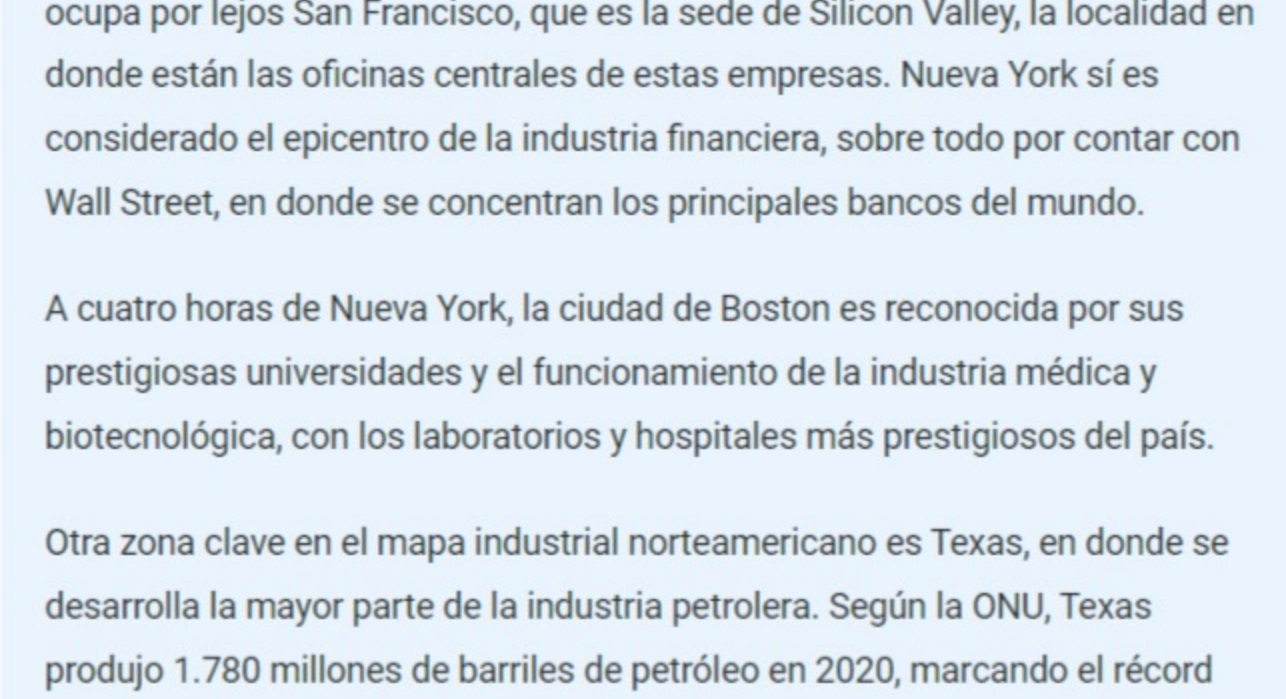 ocupa por lejos San Francisco, que es la sede de Silicon Valley, la localidad en
donde están las oficinas centrales de estas empresas. Nueva York sí es
considerado el epicentro de la industria financiera, sobre todo por contar con
Wall Street, en donde se concentran los principales bancos del mundo.
A cuatro horas de Nueva York, la ciudad de Boston es reconocida por sus
prestigiosas universidades y el funcionamiento de la industria médica y
biotecnológica, con los laboratorios y hospitales más prestigiosos del país.
Otra zona clave en el mapa industrial norteamericano es Texas, en donde se
desarrolla la mayor parte de la industria petrolera. Según la ONU, Texas
produjo 1.780 millones de barriles de petróleo en 2020, marcando el récord